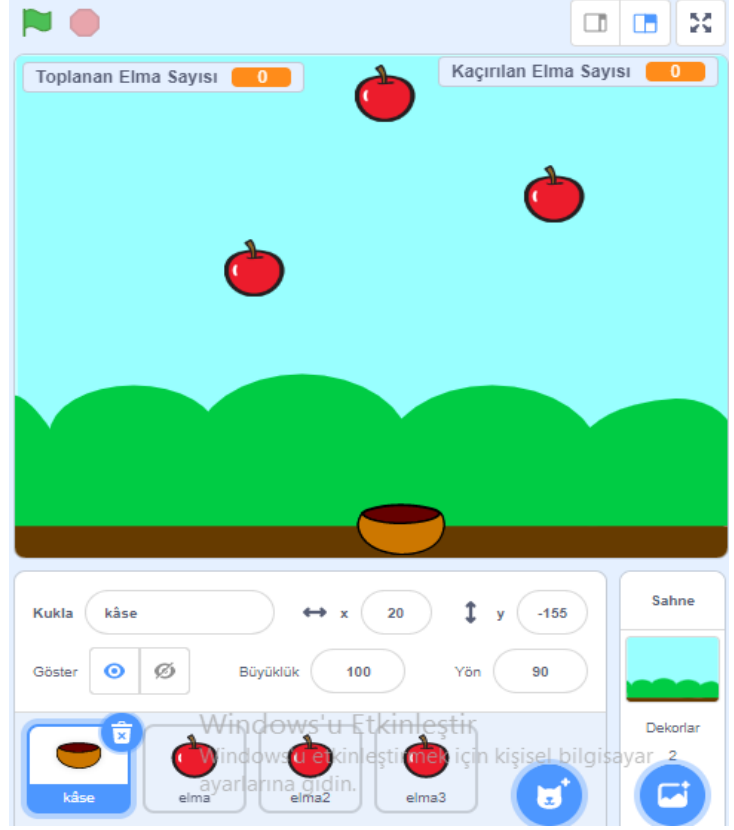 Toplanan Elma Sayısı 0
Kaçırılan Elma Sayısı 0
Kukla kâse x 20 y -155
Göster Büyüklük 100 Yön 90
Sahne
Dekorlar
2
Windows'u Etkinleştir
Windows'u etkinleştirmek için kişisel bilgisayar
ayarlarına gidin.
kâse
elma
elma2
elma3